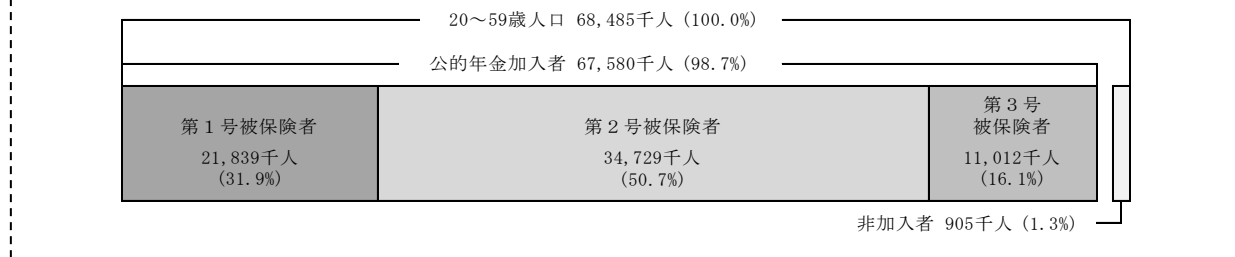 20～59歳人口 68,485千人 (100.0%)
公的年金加入者 67,580千人 (98.7%)
第１号被保険者
21,839千人
(31.9%)
第２号被保険者
34,729千人
(50.7%)
第３号
被保険者
11,012千人
(16.1%)
非加入者 905千人 (1.3%)